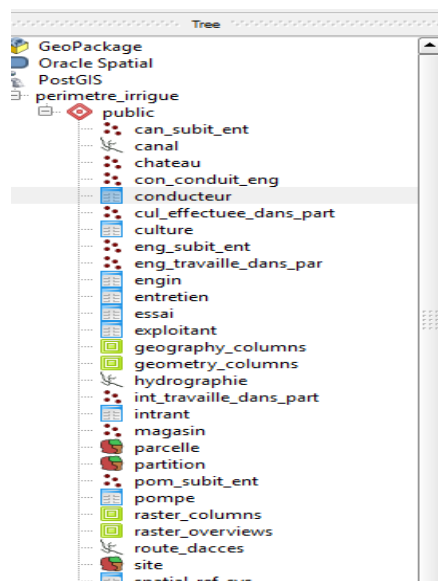 Tree
GeoPackage
Oracle Spatial
PostGIS
perimetre_irrigue
public
can_subit_ent
canal
chateau
con_conduit_eng
conducteur
cul_effectuee_dans_part
culture
eng_subit_ent
eng_travaille_dans_par
engin
entretien
essai
exploitant
geography_columns
geometry_columns
hydrographie
int_travaille_dans_part
intrant
magasin
parcelle
partition
pom_subit_ent
pompe
raster_columns
raster_overviews
route_dacces
site
spatial_ref_sys